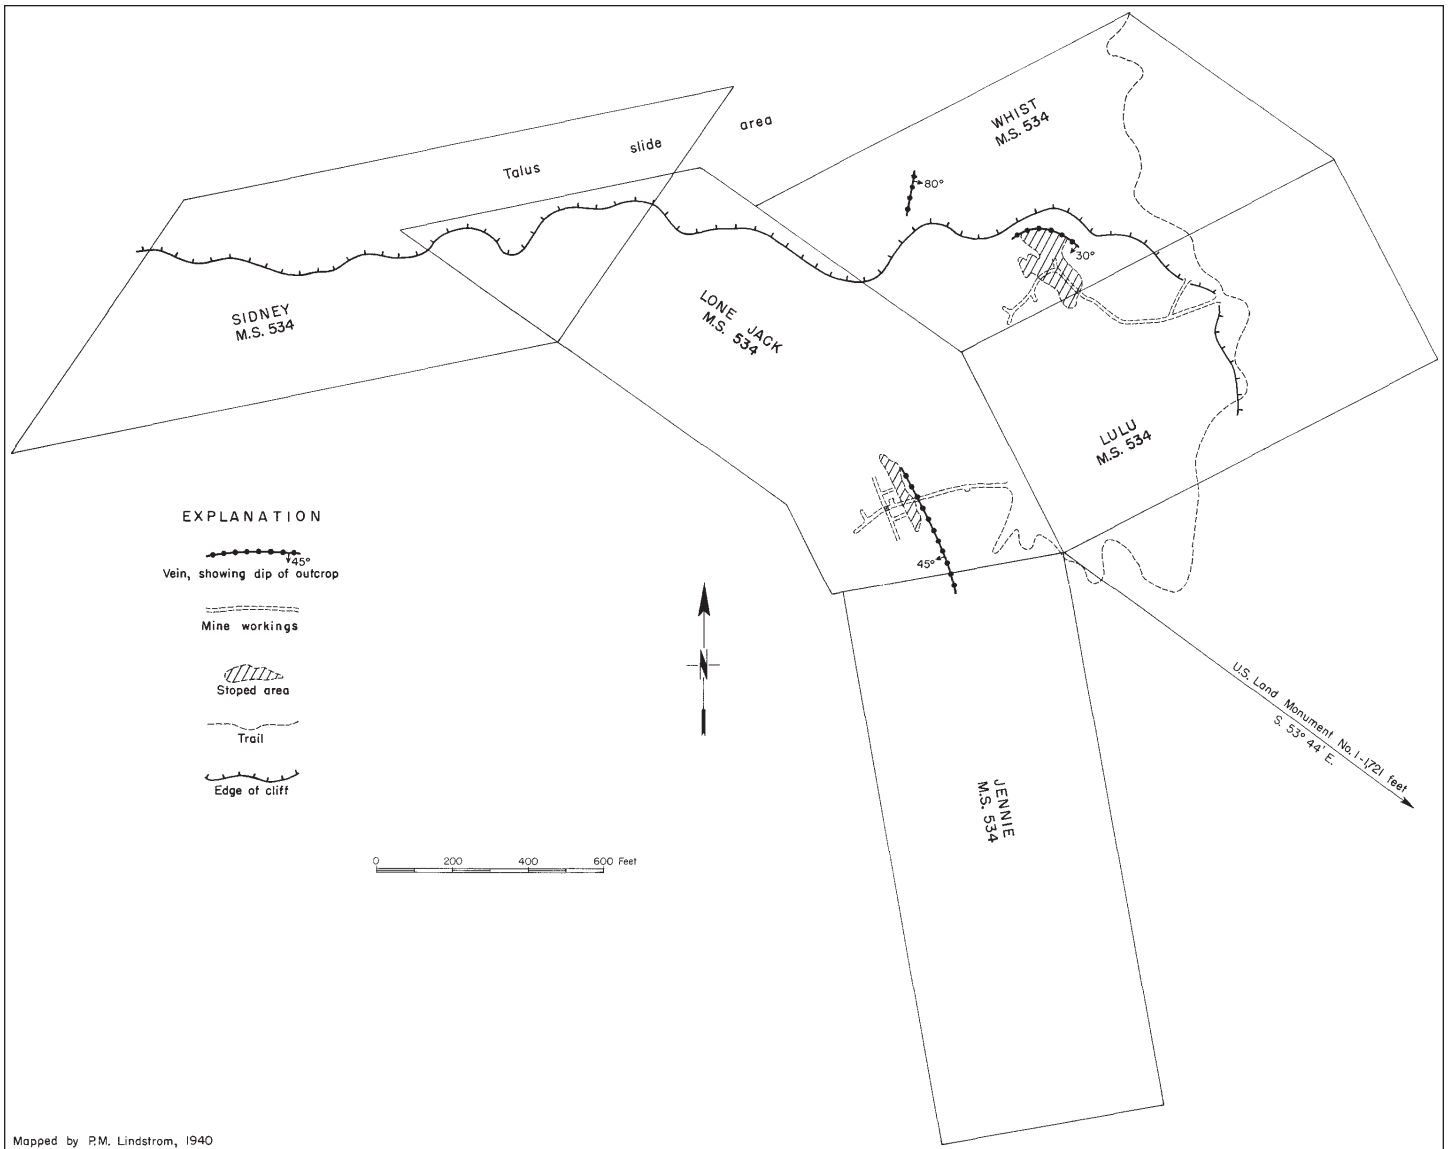 WHIST
M.S. 534
Talus slide area
80°
30°
SIDNEY
M.S. 534
LONE JACK
M.S. 534
LULU
M.S. 534
45°
EXPLANATION
45°
Vein, showing dip of outcrop
Mine workings
Stoped area
Trail
Edge of cliff
N
U.S. Land Monument No. 1-1,721 feet
S. 53° 44' E.
JENNIE
M.S. 534
0 200 400 600 Feet
Mapped by P.M. Lindstrom, 1940